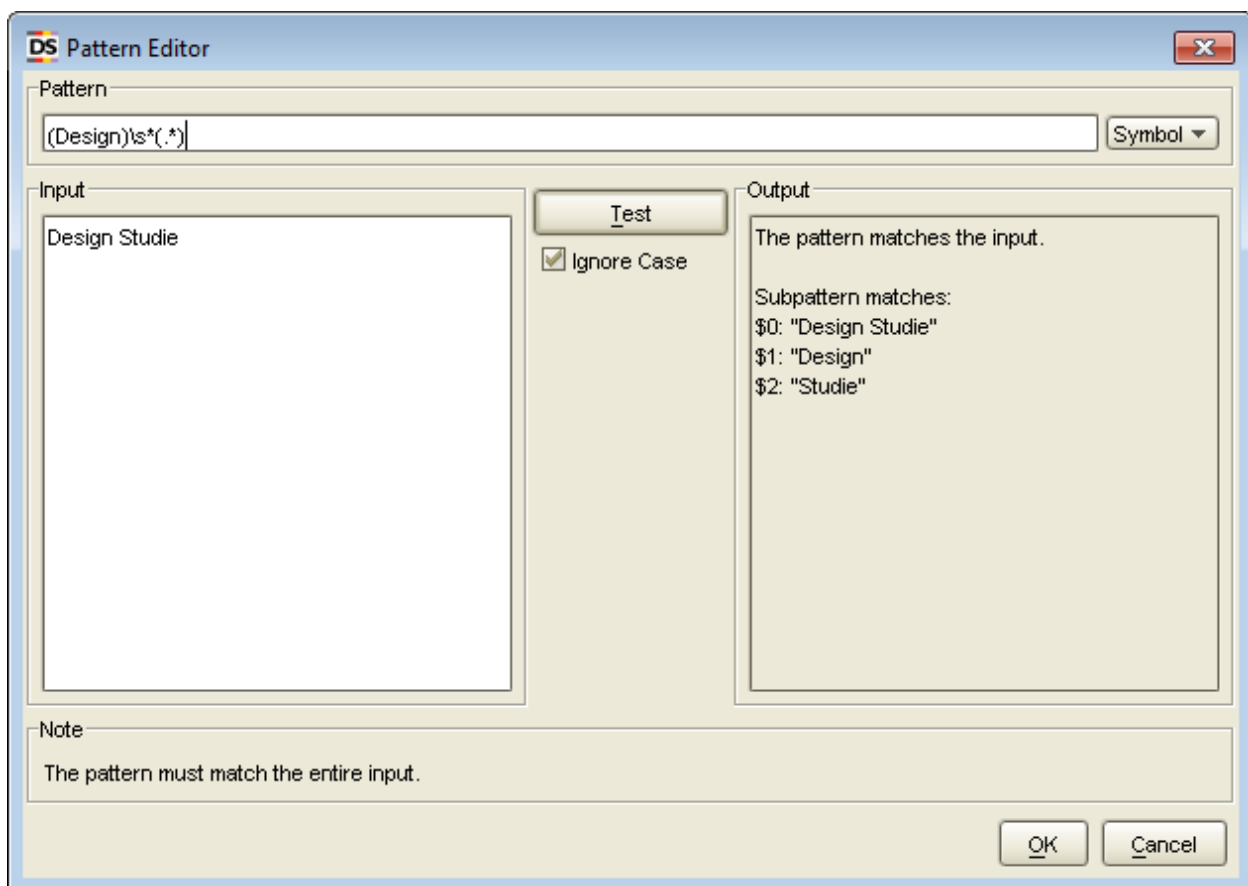 DS Pattern Editor
Pattern
(Design)\s*(.*)
Symbol
Input
Design Studie
Test
Ignore Case
Output
The pattern matches the input.
Subpattern matches:
$0: "Design Studie"
$1: "Design"
$2: "Studie"
Note
The pattern must match the entire input.
OK
Cancel